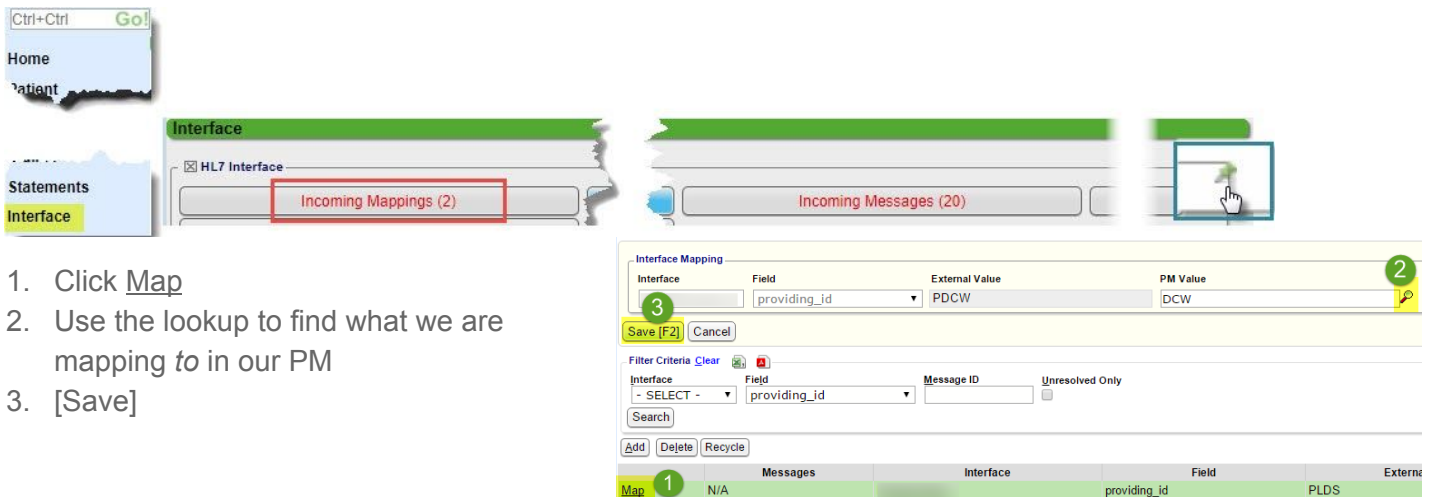 Ctrl+Ctrl Go!
Home
Patient
Interface
HL7 Interface
Statements
Incoming Mappings (2) Incoming Messages (20)
Interface
1. Click Map
2. Use the lookup to find what we are
mapping to in our PM
3. [Save]
Interface Mapping
Interface Field External Value PM Value
2
providing_id PDCW DCW
3
Save [F2] Cancel
Filter Criteria Clear
Interface Field Message ID Unresolved Only
- SELECT - providing_id
Search
Add Delete Recycle
Messages Interface Field Externa
Map 1 N/A providing_id PLDS